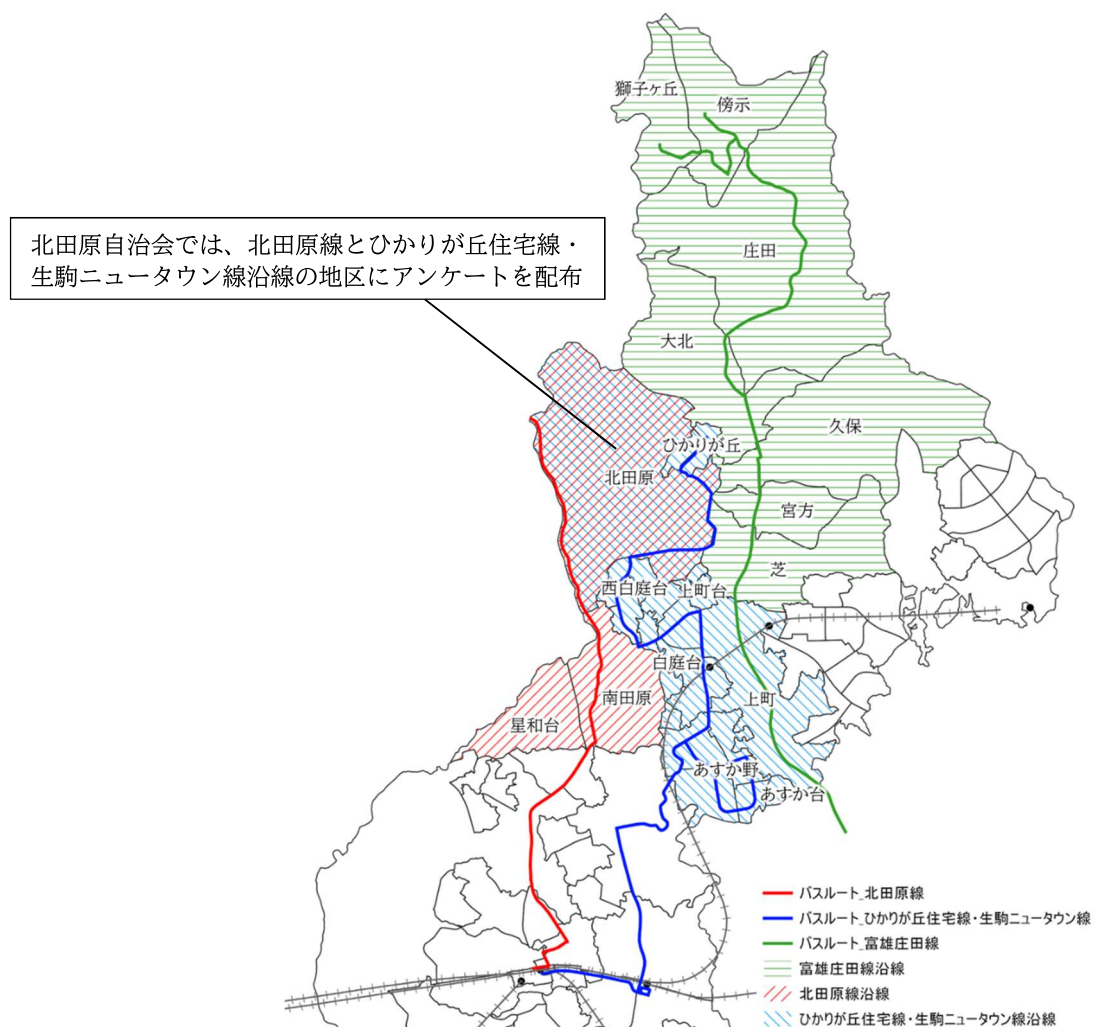 獅子ヶ丘
傍示
北田原自治会では、北田原線とひかりが丘住宅線・
生駒ニュータウン線沿線の地区にアンケートを配布
庄田
大北
久保
ひかりが丘
北田原
宮方
芝
西白庭台
上町台
白庭台
南田原
上町
星和台
あすか野
あすか台
バスルート_北田原線
バスルート_ひかりが丘住宅線・生駒ニュータウン線
バスルート_富雄庄田線
富雄庄田線沿線
北田原線沿線
ひかりが丘住宅線・生駒ニュータウン線沿線